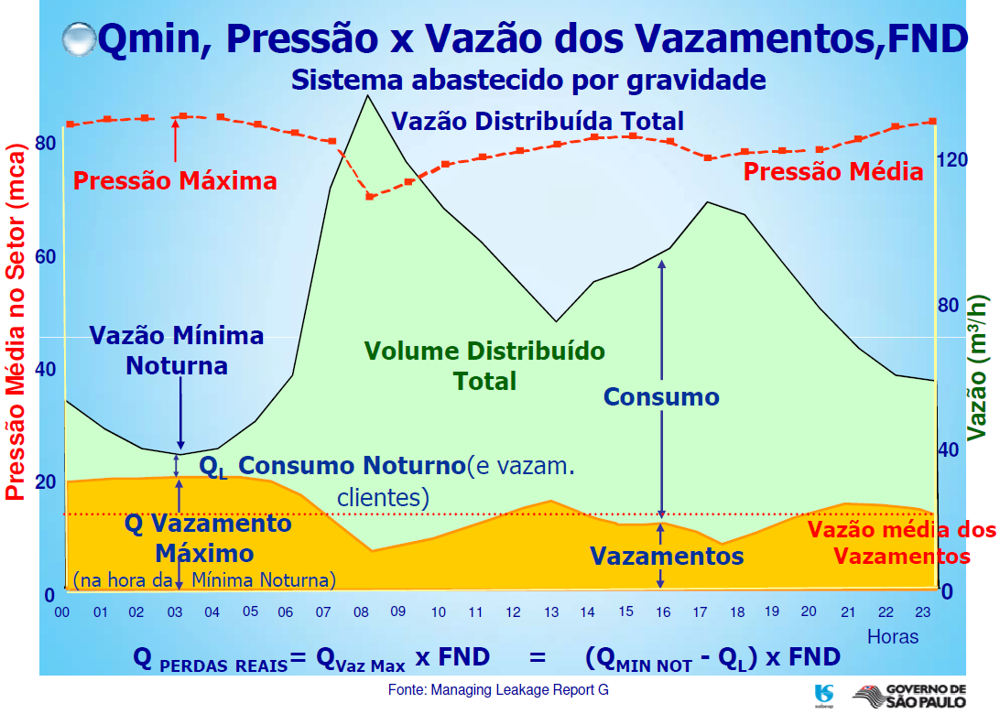 Qmin, Pressão x Vazão dos Vazamentos,FND
Sistema abastecido por gravidade
Vazão Distribuída Total
80
120
Pressão Máxima
Pressão Média
Pressão Média no Setor (mca)
60
80
Vazão (m³/h)
Vazão Mínima
Noturna
Volume Distribuído
Total
40
Consumo
40
QL Consumo Noturno(e vazam.
clientes)
20
Q Vazamento
Máximo
(na hora da Mínima Noturna)
Vazamentos
Vazão média dos
Vazamentos
0
0
00 01 02 03 04 05 06 07 08 09 10 11 12 13 14 15 16 17 18 19 20 21 22 23
Horas
Q PERDAS REAIS = QVaz Max x FND = (QMIN NOT - QL) x FND
Fonte: Managing Leakage Report G
sabesp
GOVERNO DE
SÃO PAULO